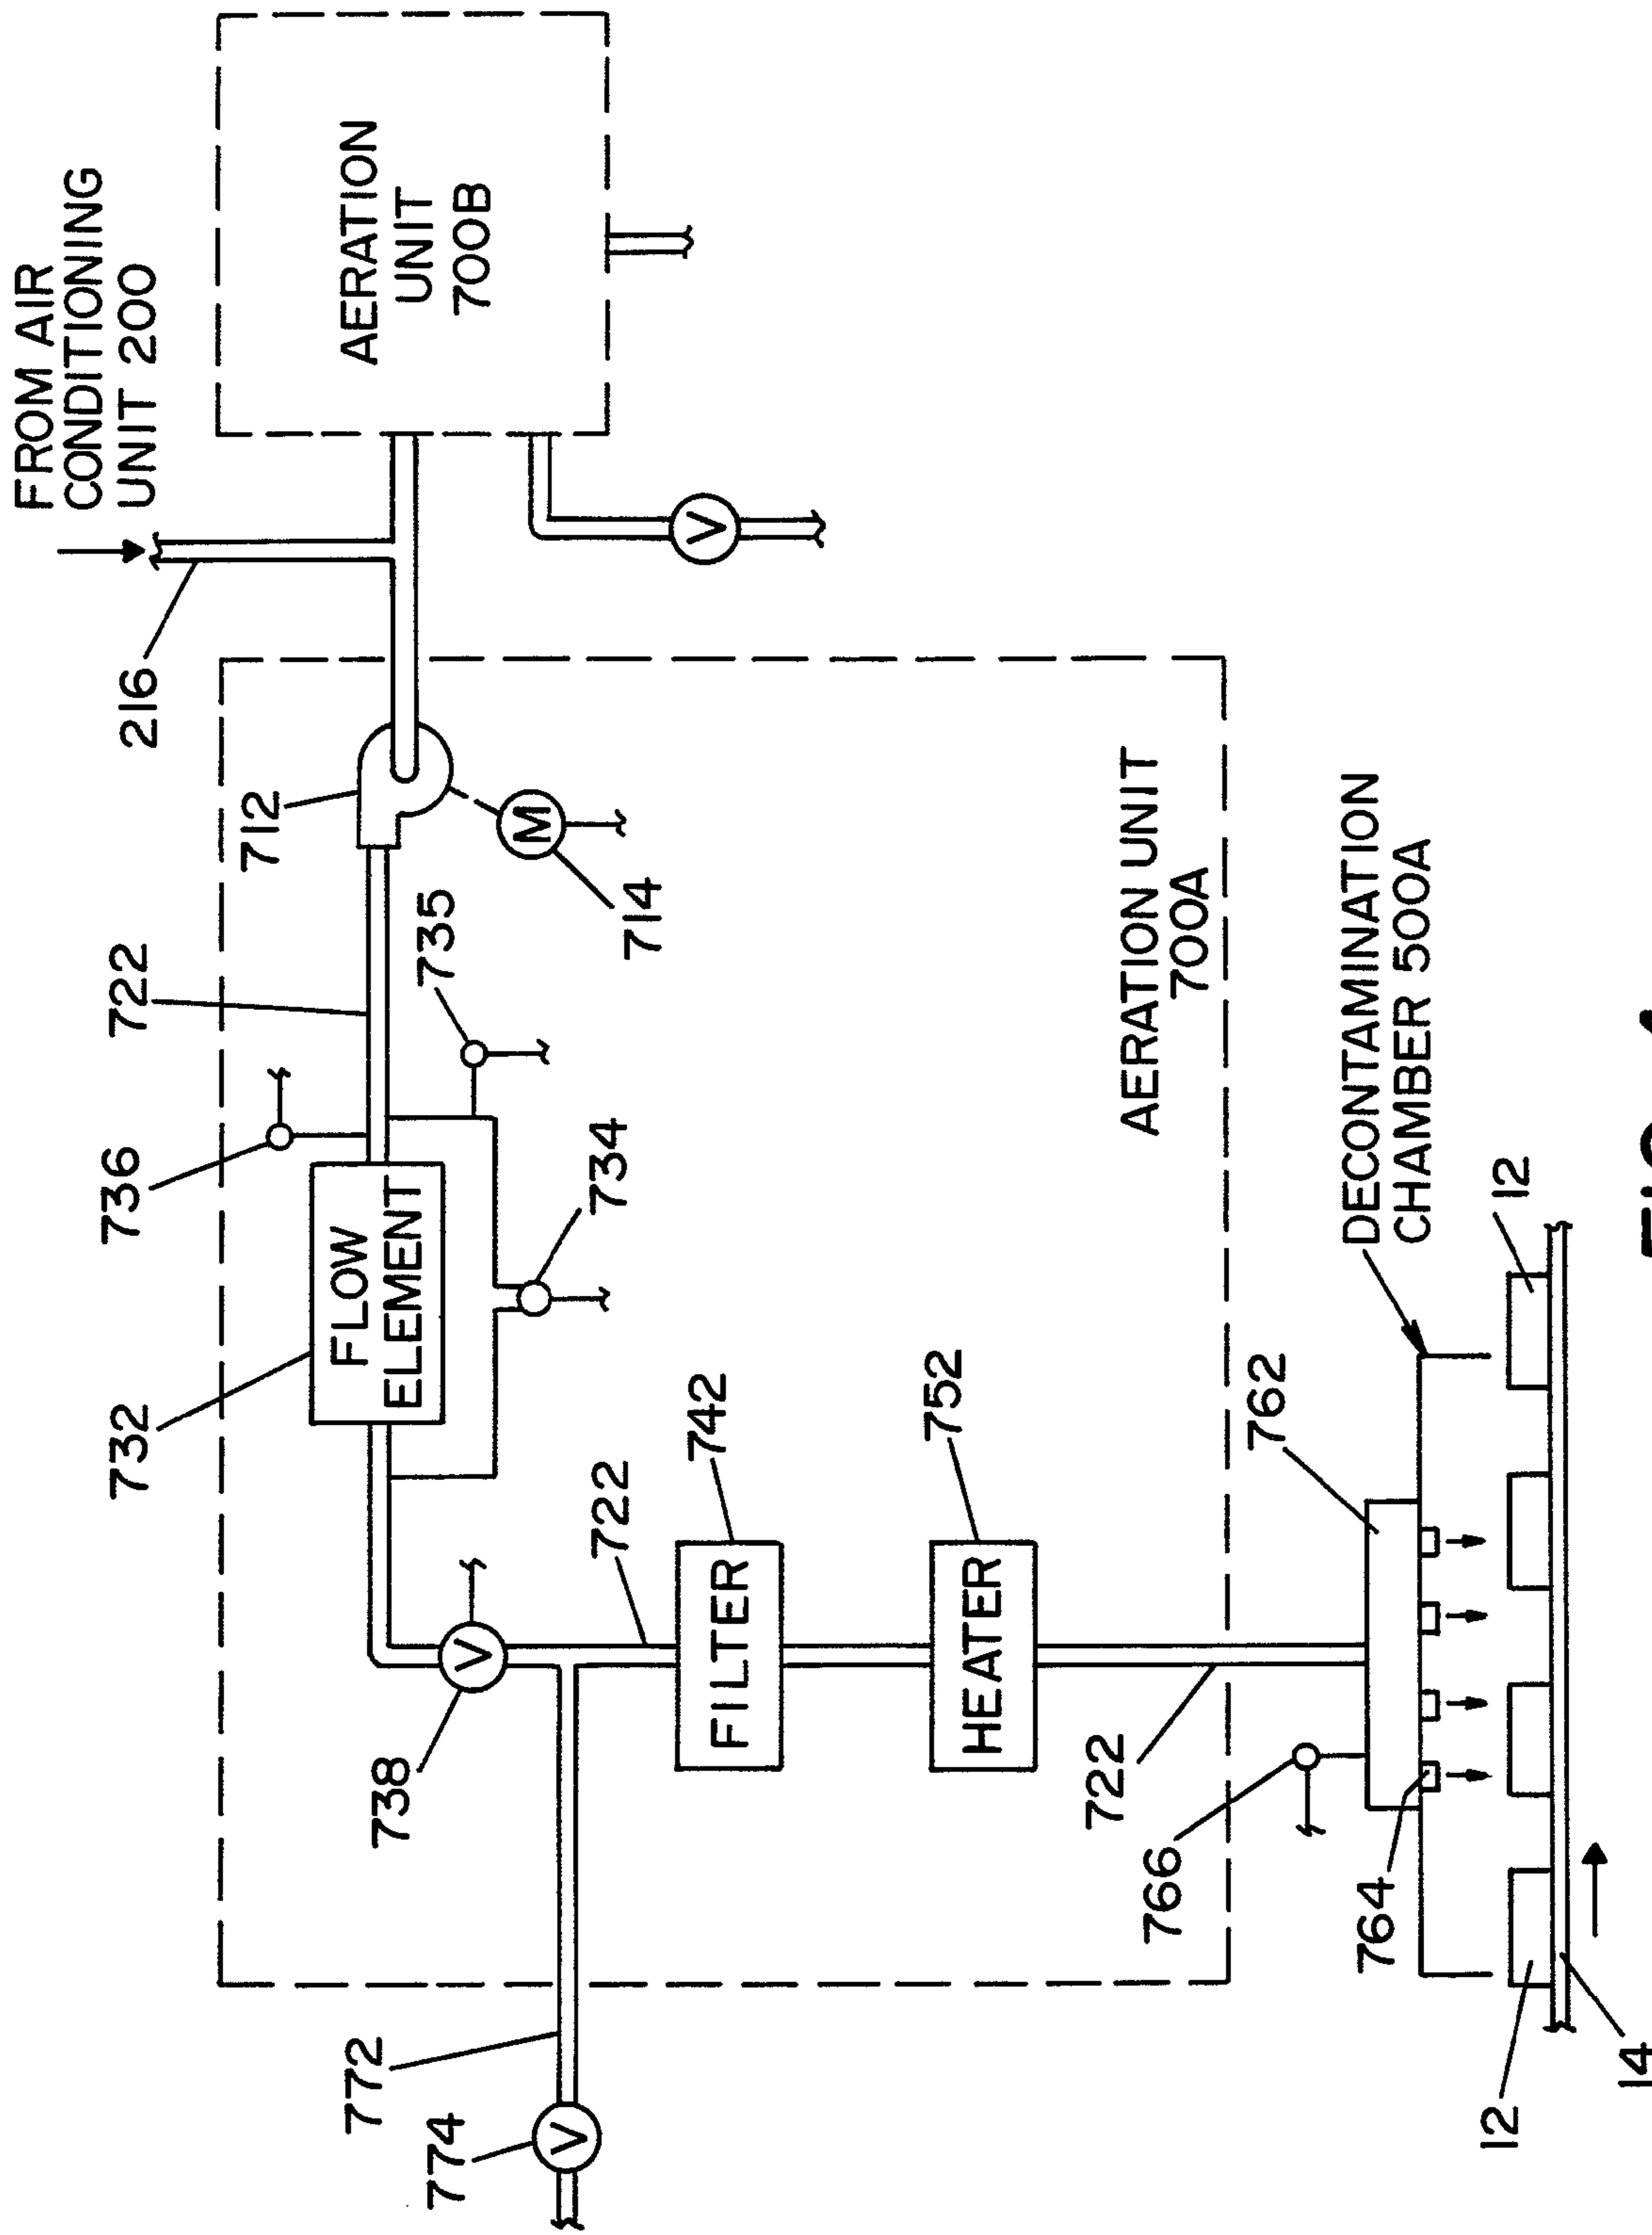 FROM AIR
CONDITIONING
UNIT 200
216
AERATION
UNIT
700B
712
M
714
722
735
736
FLOW
ELEMENT
732
734
V
V
738
722
772
V
774
FILTER
742
HEATER
752
AERATION UNIT
700A
722
766
762
764
DECONTAMINATION
CHAMBER 500A
12
12
14